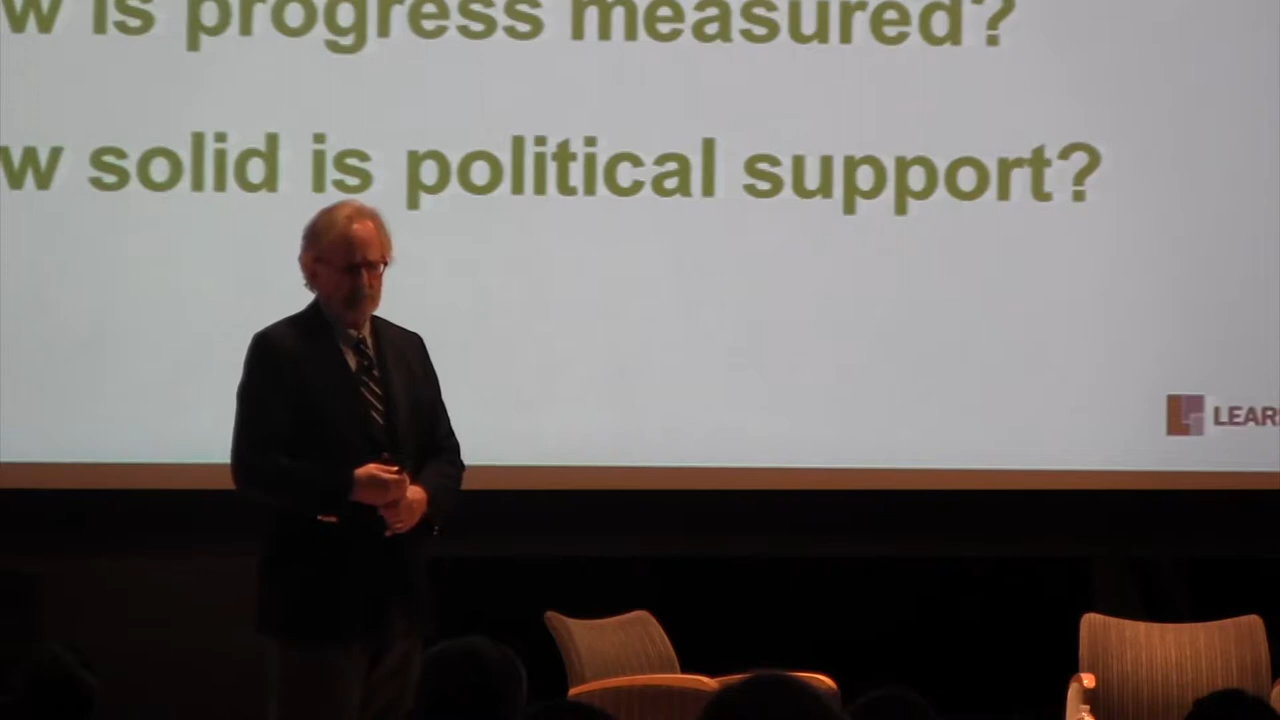 w is progress measured?
w solid is political support?
LEAR